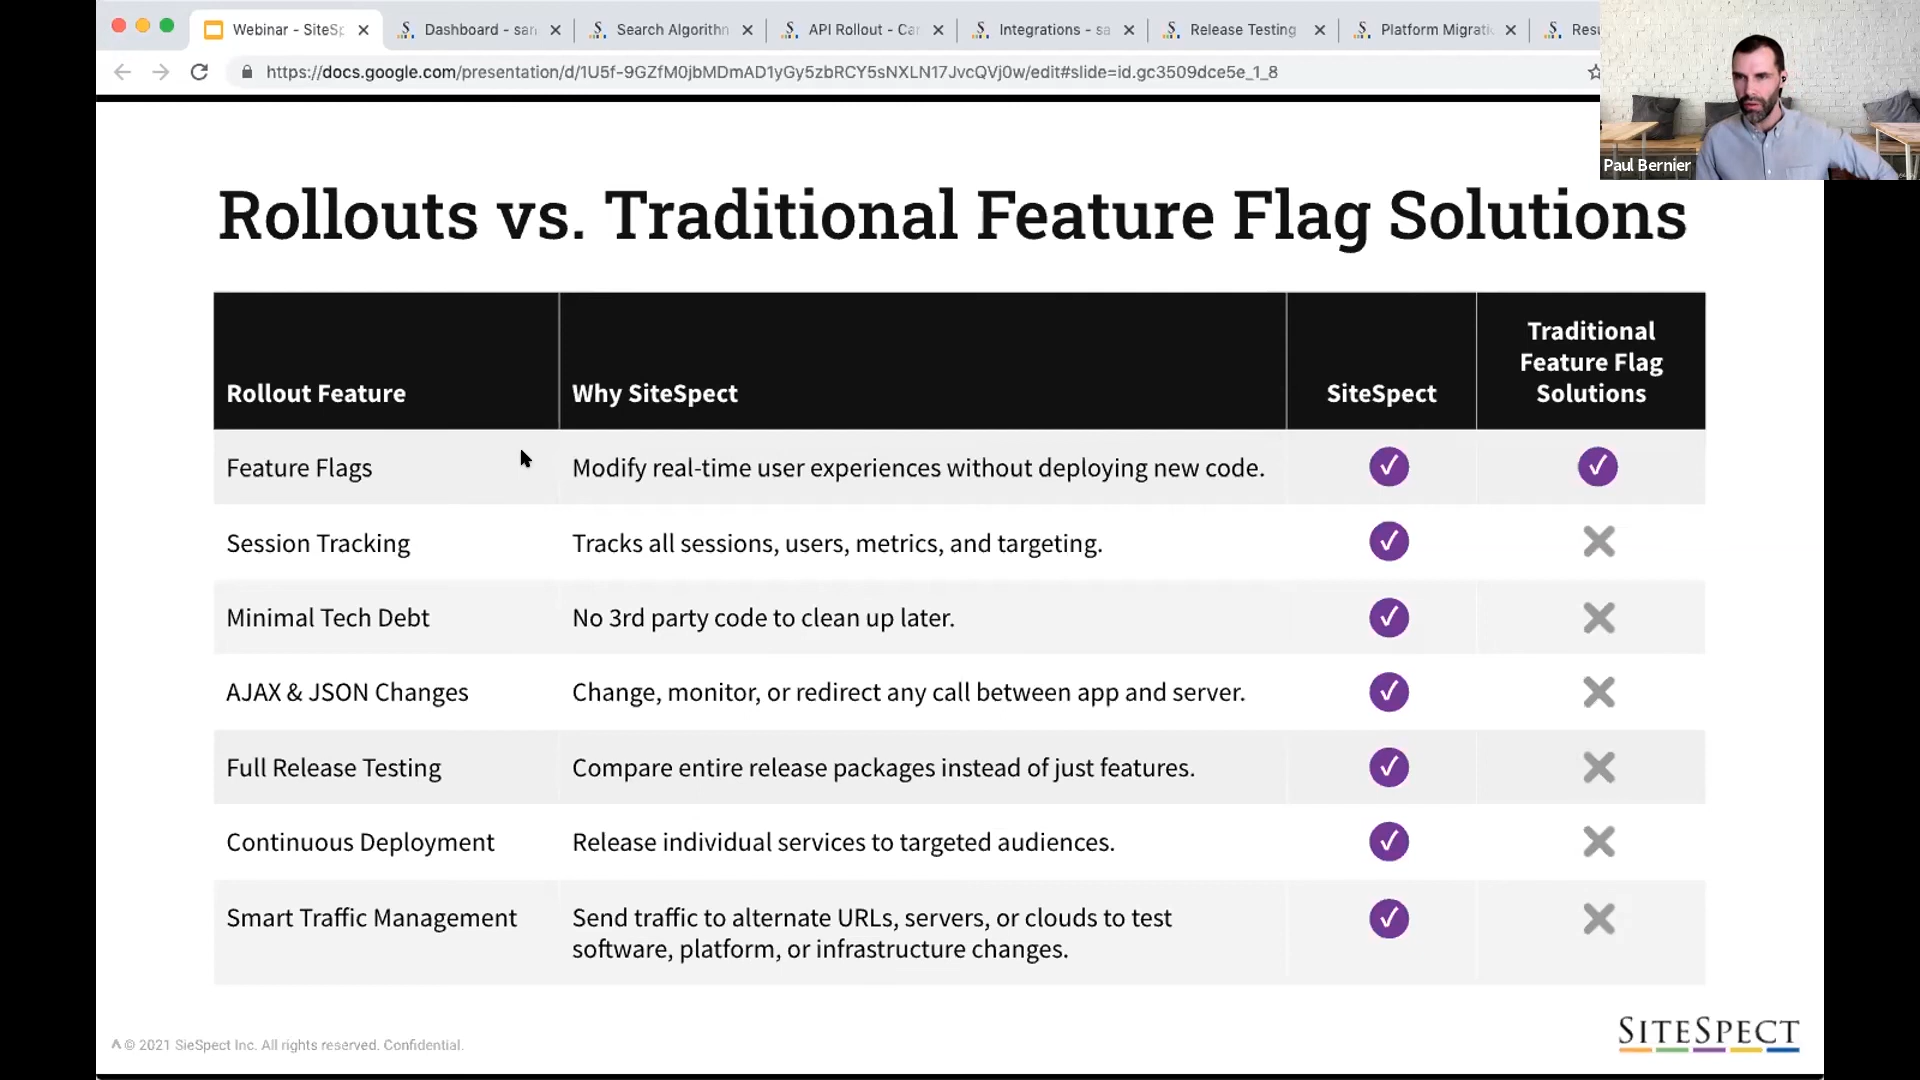 Webinar - SiteSp
Dashboard - san
Search Algorithm
API Rollout - Car
Integrations - sa
Release Testing
Platform Migrati
Resu
https://docs.google.com/presentation/d/1U5f-9GZfM0jbMDmAD1yGy5zbRCY5sNXLN17JvcQVj0w/edit#slide=id.gc3509dce5e_1_8
Paul Bernier
Rollouts vs. Traditional Feature Flag Solutions
Rollout Feature
Why SiteSpect
SiteSpect
Traditional
Feature Flag
Solutions
Feature Flags
Modify real-time user experiences without deploying new code.
Session Tracking
Tracks all sessions, users, metrics, and targeting.
Minimal Tech Debt
No 3rd party code to clean up later.
AJAX & JSON Changes
Change, monitor, or redirect any call between app and server.
Full Release Testing
Compare entire release packages instead of just features.
Continuous Deployment
Release individual services to targeted audiences.
Smart Traffic Management
Send traffic to alternate URLs, servers, or clouds to test
software, platform, or infrastructure changes.
© 2021 SieSpect Inc. All rights reserved. Confidential.
SITESPECT